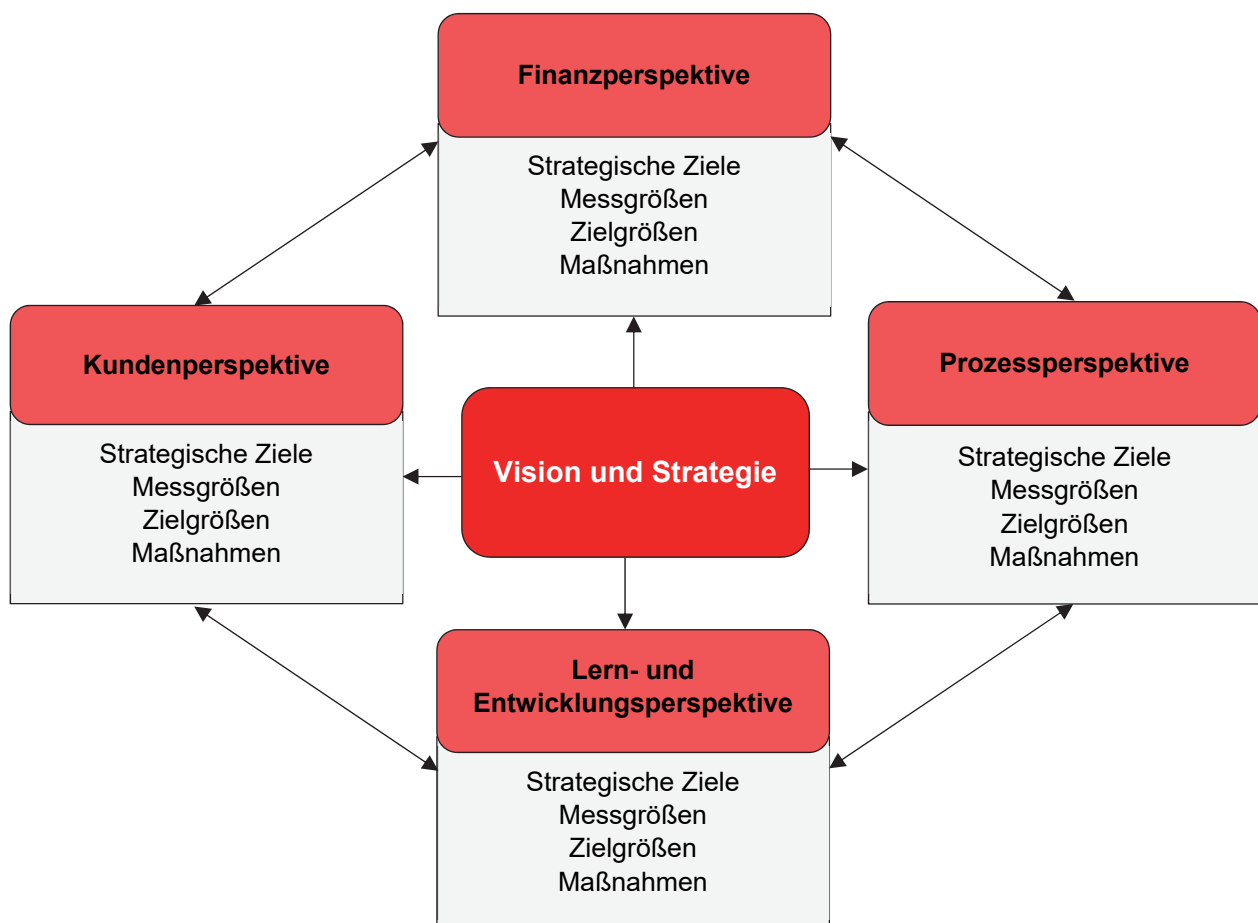 Finanzperspektive
Strategische Ziele
Messgrößen
Zielgrößen
Maßnahmen
Kundenperspektive
Strategische Ziele
Messgrößen
Zielgrößen
Maßnahmen
Vision und Strategie
Prozessperspektive
Strategische Ziele
Messgrößen
Zielgrößen
Maßnahmen
Lern- und
Entwicklungsperspektive
Strategische Ziele
Messgrößen
Zielgrößen
Maßnahmen